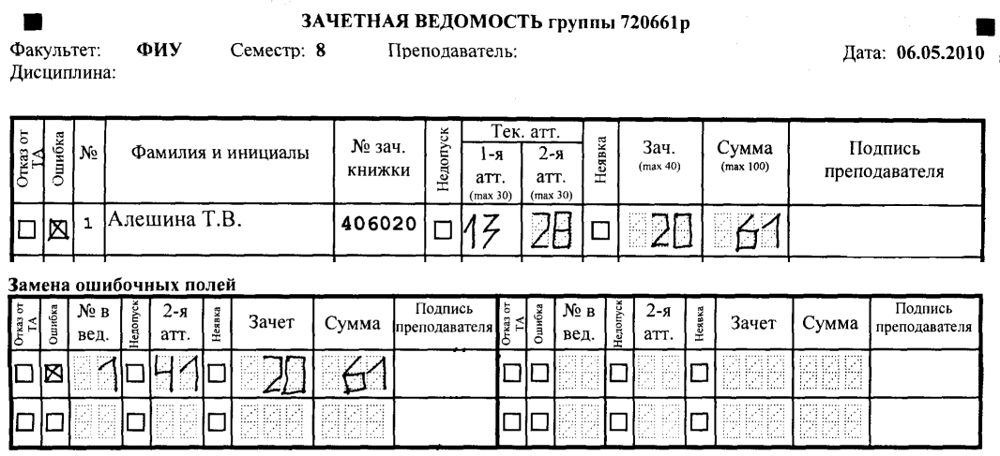 ЗАЧЕТНАЯ ВЕДОМОСТЬ группы 720661р
Факультет: ФИУ Семестр: 8 Преподаватель: Дата: 06.05.2010
Дисциплина:
Отказ от ТА Ошибка № Фамилия и инициалы № зач. книжки Недопуск Тек. атт. 1-я атт. (max 30) 2-я атт. (max 30) Неявка Зач. (max 40) Сумма (max 100) Подпись преподавателя
1 Алешина Т.В. 406020 13 28 20 61
Замена ошибочных полей
Отказ от ТА Ошибка № в вед. Недопуск 2-я атт. Неявка Зачет Сумма Подпись преподавателя Отказ от ТА Ошибка № в вед. Недопуск 2-я атт. Неявка Зачет Сумма Подпись преподавателя
1 41 20 61